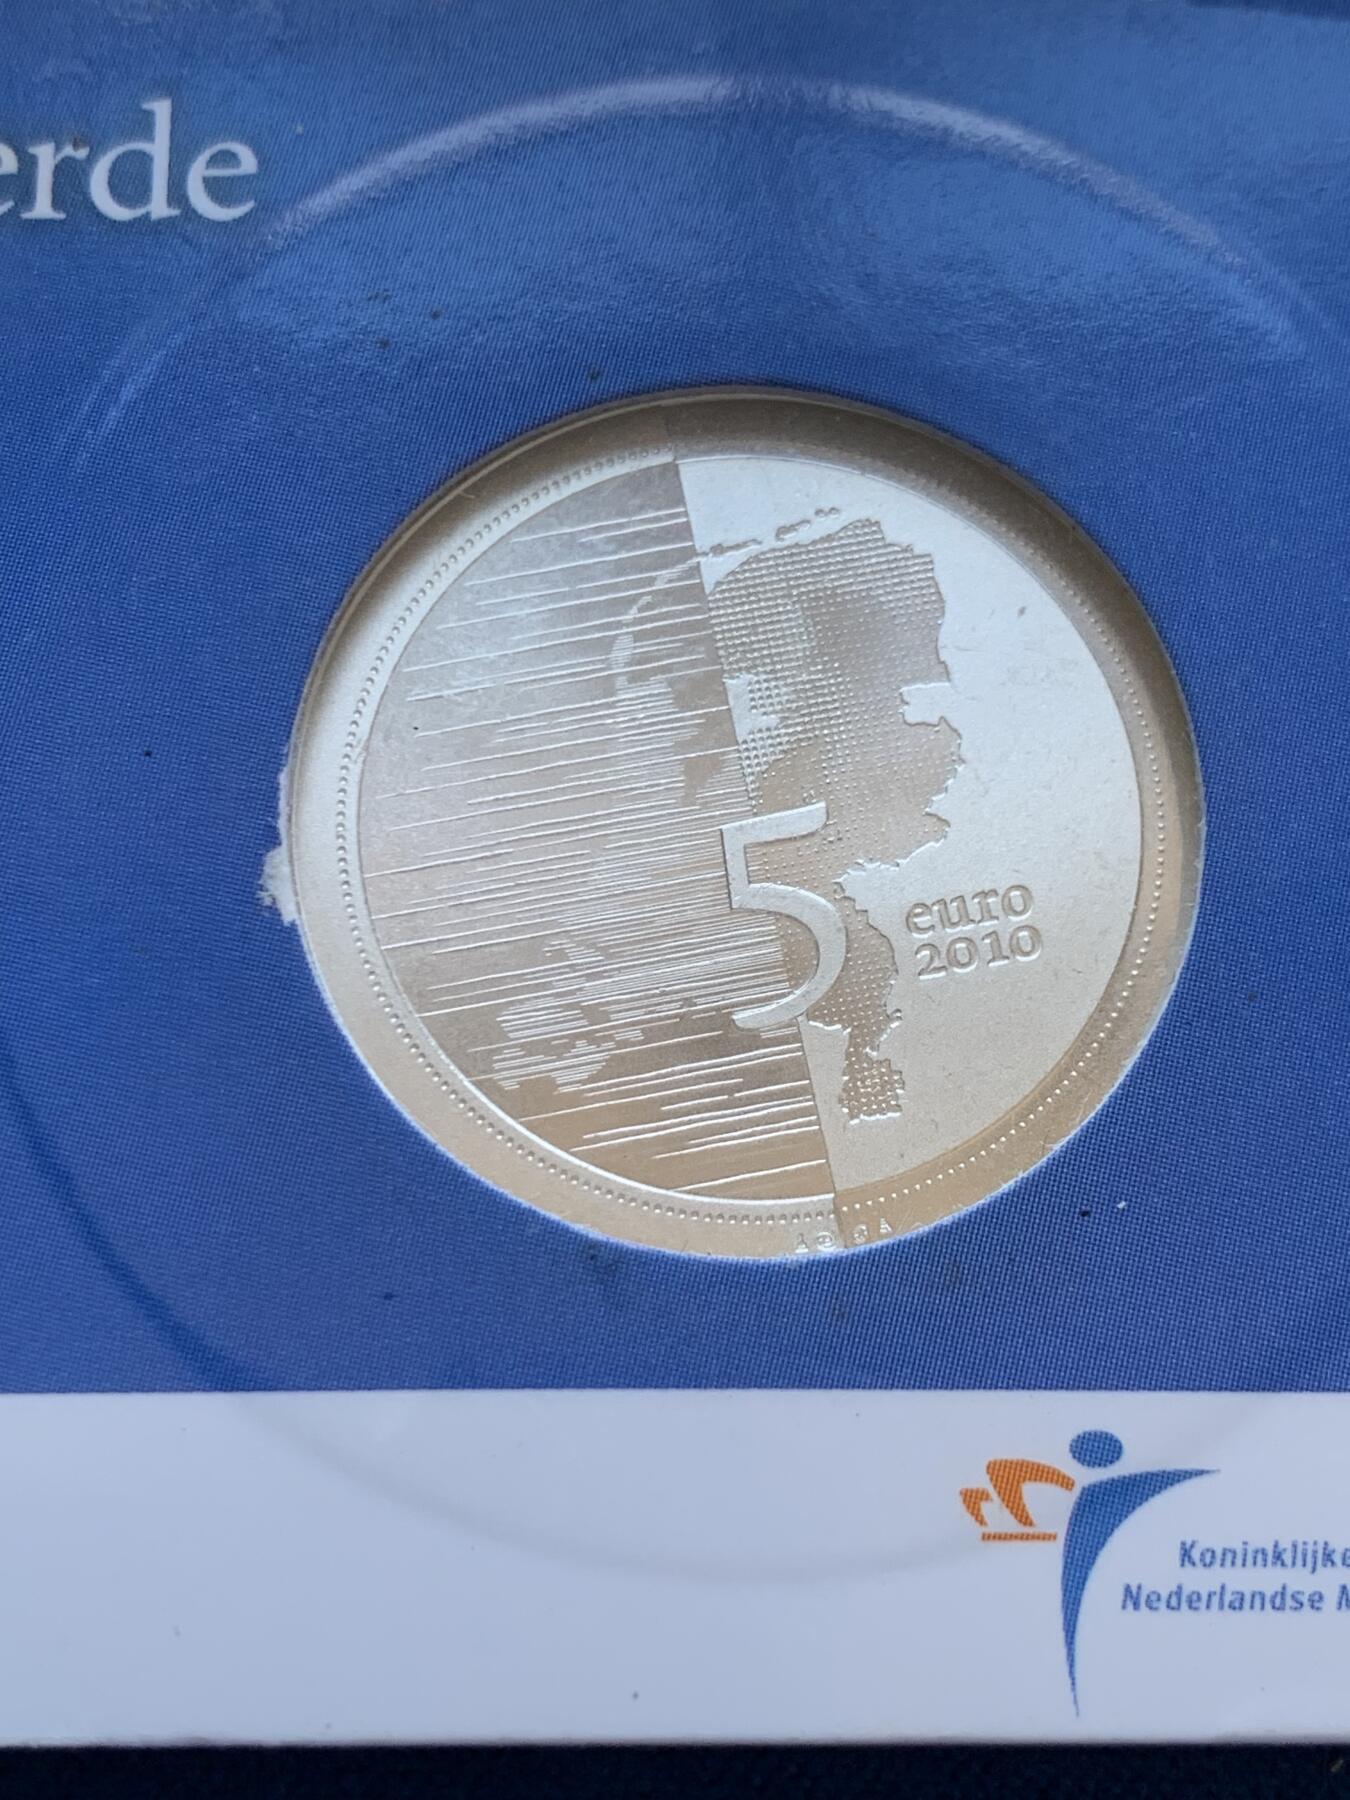 erde
5
euro
2010
Koninklijke
Nederlandse M